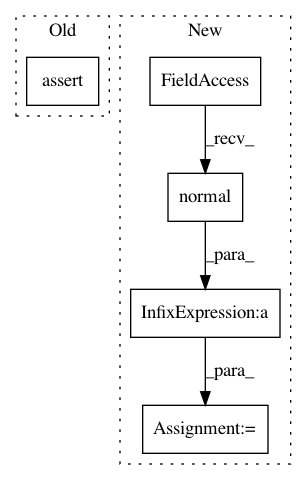 Old
New
assert
FieldAccess
_recv_
normal
_para_
InfixExpression:a
_para_
Assignment:=